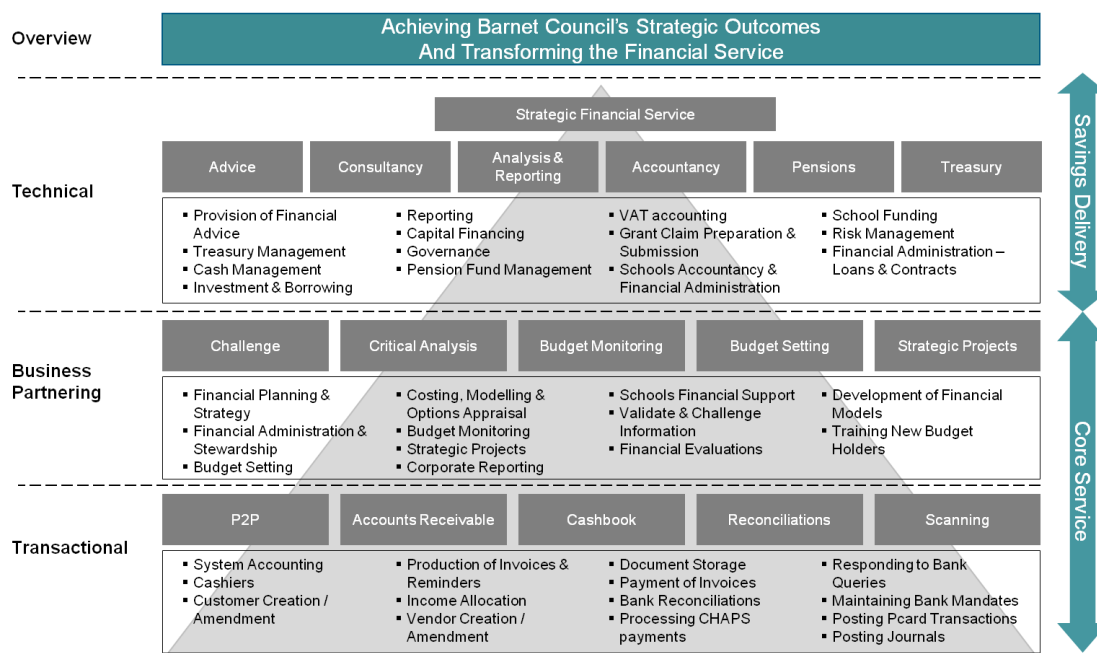 Overview
Achieving Barnet Council's Strategic Outcomes
And Transforming the Financial Service
Strategic Financial Service
Technical
Advice
Consultancy
Analysis &
Reporting
Accountancy
Pensions
Treasury
▪ Provision of Financial
Advice
▪ Treasury Management
▪ Cash Management
▪ Investment & Borrowing
▪ Reporting
▪ Capital Financing
▪ Governance
▪ Pension Fund Management
▪ VAT accounting
▪ Grant Claim Preparation &
Submission
▪ Schools Accountancy &
Financial Administration
▪ School Funding
▪ Risk Management
▪ Financial Administration –
Loans & Contracts
Savings Delivery
Business
Partnering
Challenge
Critical Analysis
Budget Monitoring
Budget Setting
Strategic Projects
▪ Financial Planning &
Strategy
▪ Financial Administration &
Stewardship
▪ Budget Setting
▪ Costing, Modelling &
Options Appraisal
▪ Budget Monitoring
▪ Strategic Projects
▪ Corporate Reporting
▪ Schools Financial Support
▪ Validate & Challenge
Information
▪ Financial Evaluations
▪ Development of Financial
Models
▪ Training New Budget
Holders
Core Service
Transactional
P2P
Accounts Receivable
Cashbook
Reconciliations
Scanning
▪ System Accounting
▪ Cashiers
▪ Customer Creation /
Amendment
▪ Production of Invoices &
Reminders
▪ Income Allocation
▪ Vendor Creation /
Amendment
▪ Document Storage
▪ Payment of Invoices
▪ Bank Reconciliations
▪ Processing CHAPS
payments
▪ Responding to Bank
Queries
▪ Maintaining Bank Mandates
▪ Posting Pcard Transactions
▪ Posting Journals